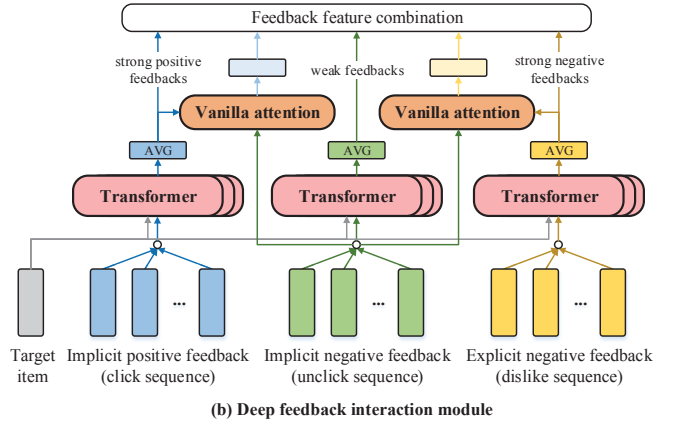 Feedback feature combination
strong positive
feedbacks
weak feedbacks
strong negative
feedbacks
Vanilla attention
Vanilla attention
AVG
AVG
AVG
Transformer
Transformer
Transformer
...
...
...
Target
item
Implicit positive feedback
(click sequence)
Implicit negative feedback
(unclick sequence)
Explicit negative feedback
(dislike sequence)
(b) Deep feedback interaction module